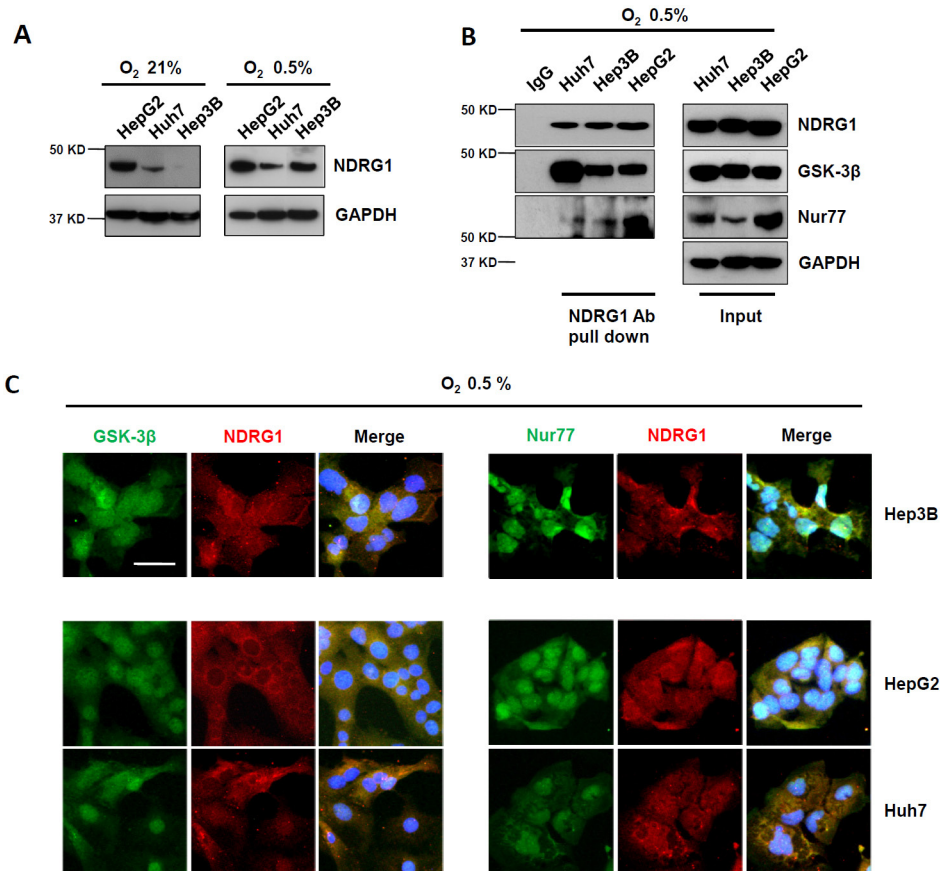 A
O2 21%
O2 0.5%
HepG2
Huh7
Hep3B
HepG2
Huh7
Hep3B
50 KD
NDRG1
37 KD
GAPDH
B
O2 0.5%
IgG
Huh7
Hep3B
HepG2
Huh7
Hep3B
HepG2
50 KD
NDRG1
50 KD
GSK-3β
Nur77
50 KD
37 KD
GAPDH
NDRG1 Ab
pull down
Input
C
O2 0.5 %
GSK-3β
NDRG1
Merge
Nur77
NDRG1
Merge
Hep3B
HepG2
Huh7